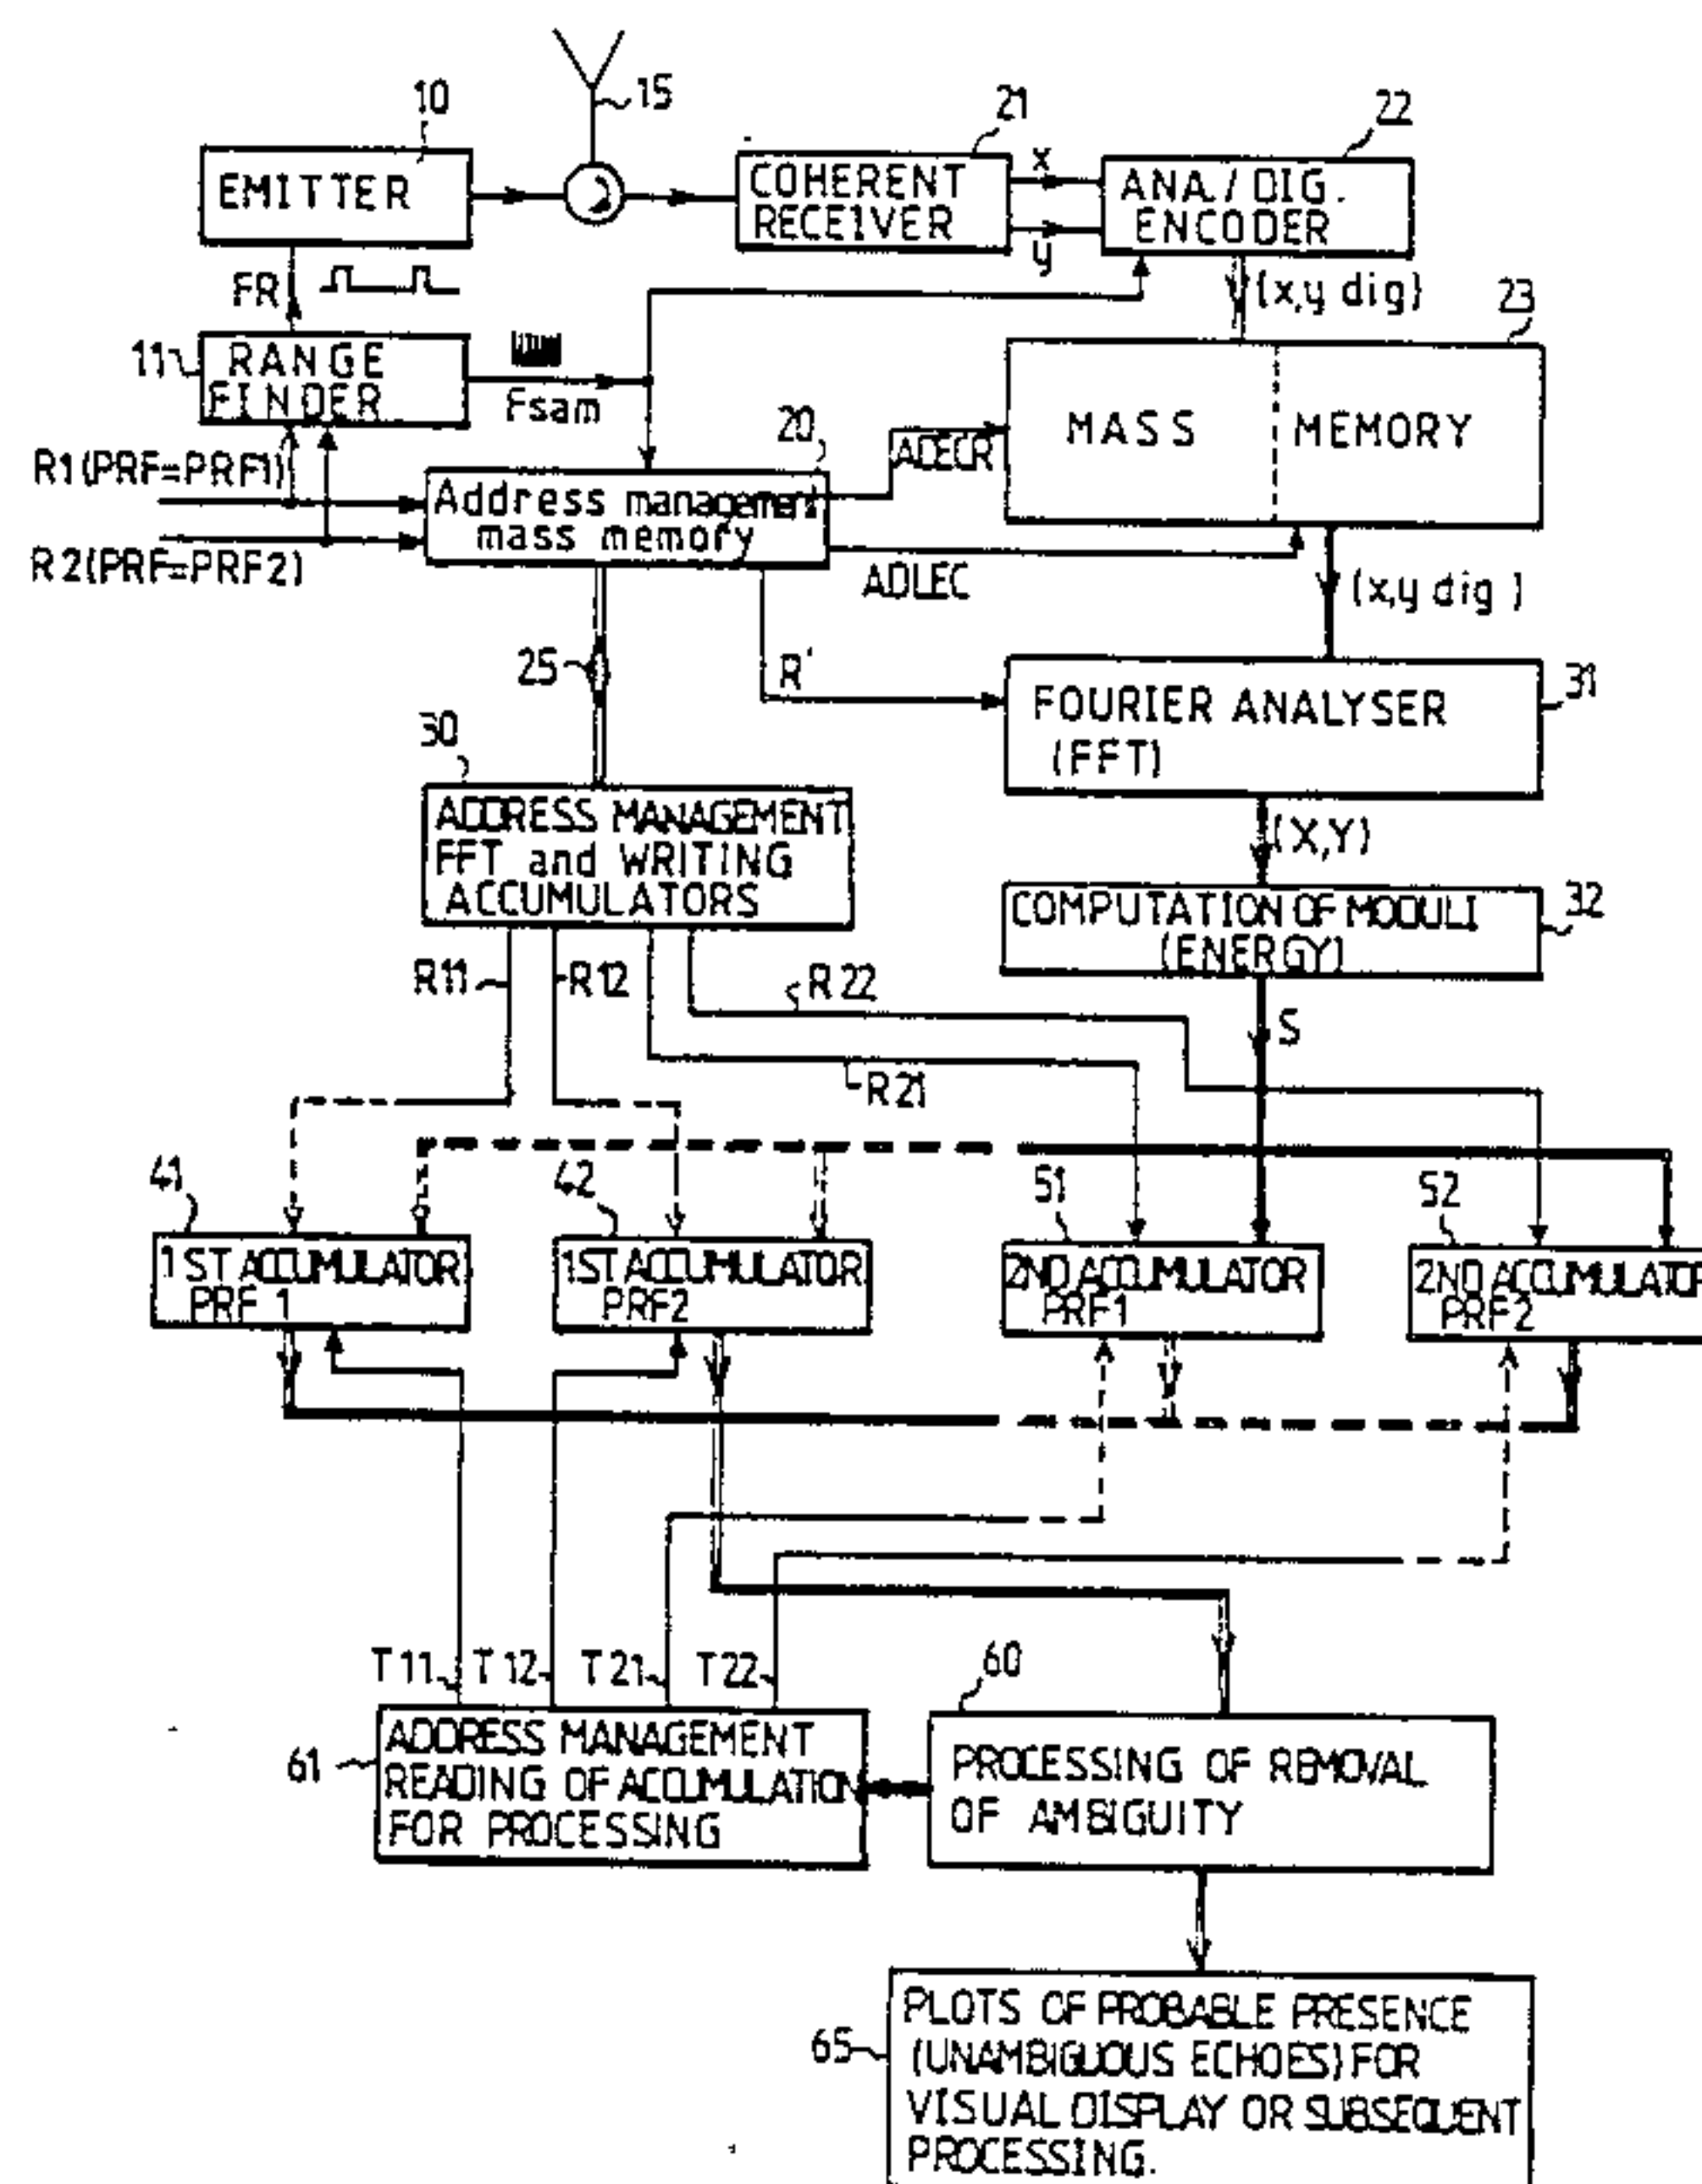 10
15
21
22
EMITTER
COHERENT
RECEIVER
x
y
ANA./ DIG.
ENCODER
FR
(x,y dig)
23
11
RANGE
FINDER
Fsam
20
MASS MEMORY
ADECR
R1(PRF=PRF1)
R2(PRF=PRF2)
Address management
mass memory
ADLEC
(x,y dig)
25
R'
31
FOURIER ANALYSER
(FFT)
30
ADDRESS MANAGEMENT
FFT and WRITING
ACCUMULATORS
(X,Y)
32
COMPUTATION OF MODULI
(ENERGY)
R11
R12
R22
S
R21
41
42
51
52
1ST ACCUMULATOR
PRF 1
1ST ACCUMULATOR
PRF2
2ND ACCUMULATOR
PRF1
2ND ACCUMULATOR
PRF2
T11
T12
T21
T22
60
61
ADDRESS MANAGEMENT
READING OF ACCUMULATION
FOR PROCESSING
PROCESSING OF REMOVAL
OF AMBIGUITY
65
PLOTS OF PROBABLE PRESENCE
(UNAMBIGUOUS ECHOES) FOR
VISUAL DISPLAY OR SUBSEQUENT
PROCESSING.